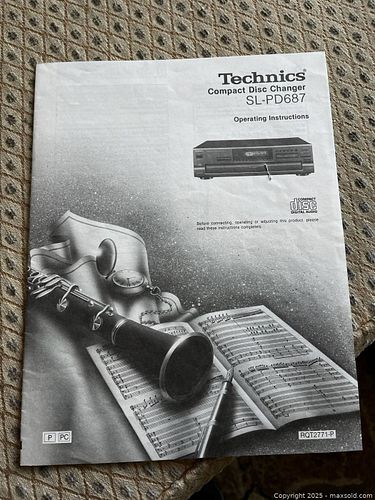 Technics®
Compact Disc Changer
SL-PD687
Operating Instructions
COMPACT
disc
DIGITAL AUDIO
Before connecting, operating or adjusting this product, please
read these instructions completely.
P PC
RQT2771-P
Copyright 2025 - maxsold.com